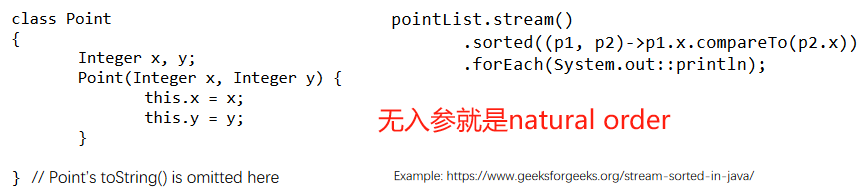 class Point
{
Integer x, y;
Point(Integer x, Integer y) {
this.x = x;
this.y = y;
}
} // Point's toString() is omitted here
pointList.stream()
.sorted((p1, p2)->p1.x.compareTo(p2.x))
.forEach(System.out::println);
无入参就是natural order
Example: https://www.geeksforgeeks.org/stream-sorted-in-java/